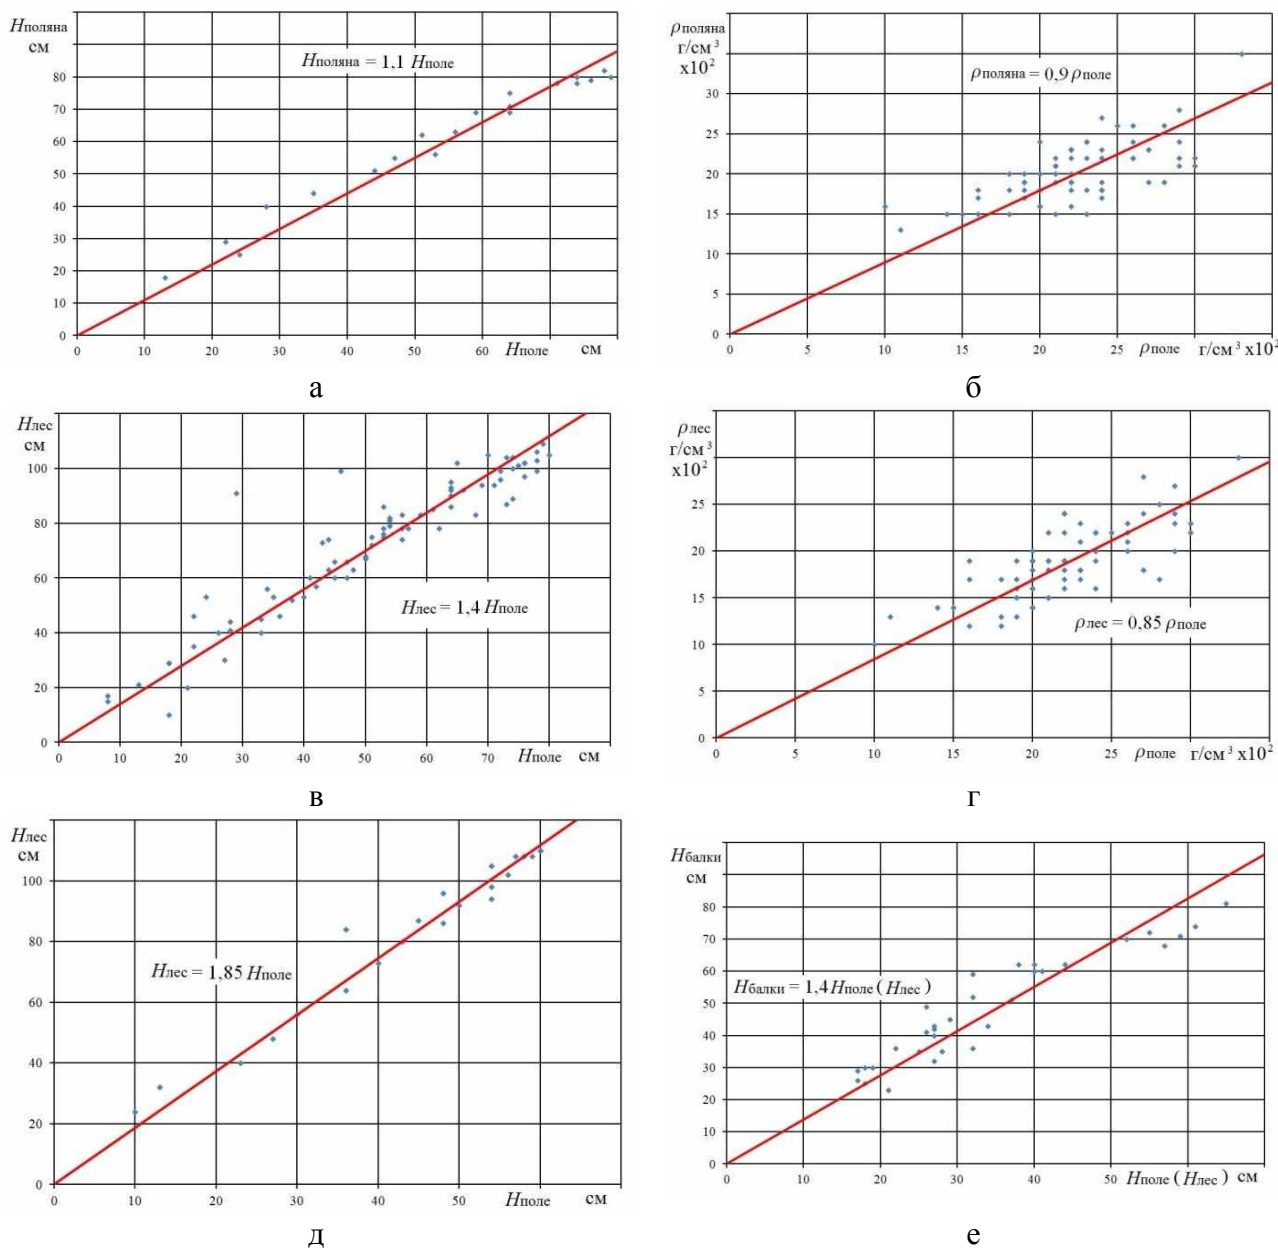 Hполяна
см
80
70
60
50
40
30
20
10
0
Hполяна = 1,1 Hполе
0 10 20 30 40 50 60 Hполе см
а
ρполяна
г/см³
х10²
30
25
20
15
10
5
0
ρполяна = 0,9 ρполе
0 5 10 15 20 25 ρполе г/см³ х10²
б
Hлес
см
100
80
60
40
20
0
Hлес = 1,4 Hполе
0 10 20 30 40 50 60 70 Hполе см
в
ρлес
г/см³
х10²
25
20
15
10
5
0
ρлес = 0,85 ρполе
0 5 10 15 20 25 ρполе г/см³ х10²
г
Hлес
см
100
80
60
40
20
0
Hлес = 1,85 Hполе
0 10 20 30 40 50 Hполе см
д
Hбалки
см
80
70
60
50
40
30
20
10
0
Hбалки = 1,4 Hполе (Hлес)
0 10 20 30 40 50 Hполе (Hлес) см
е